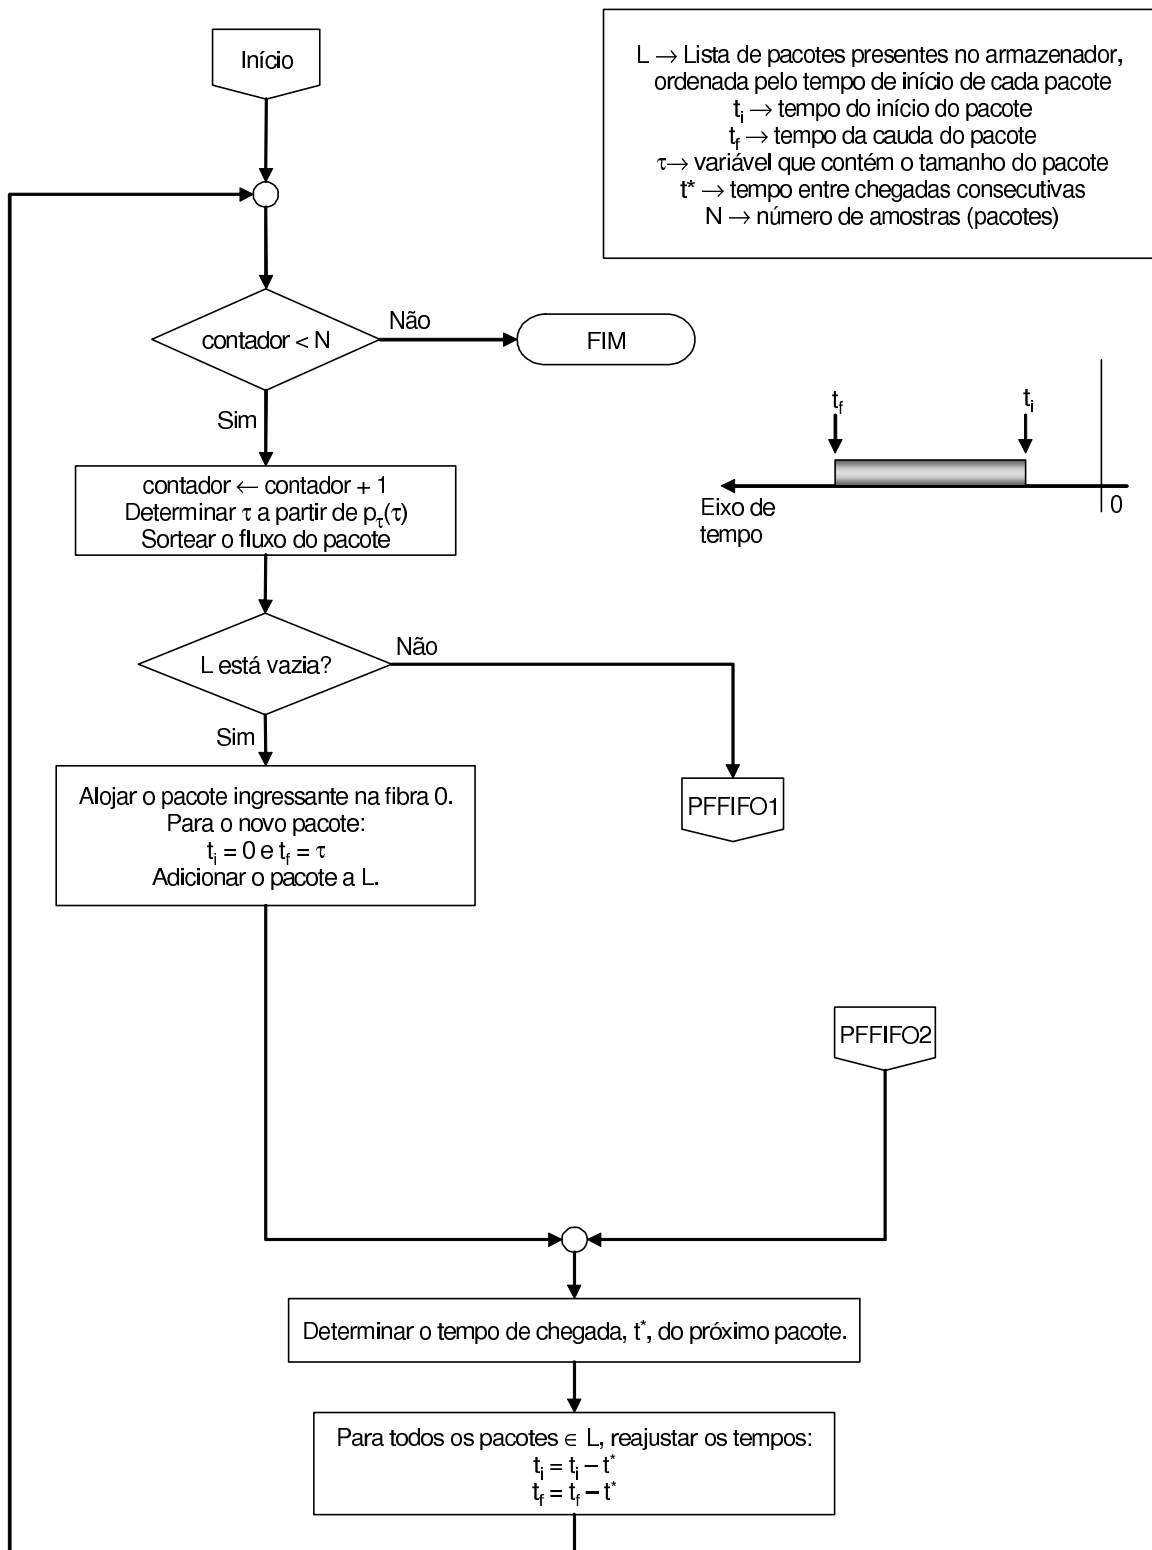 Início
L → Lista de pacotes presentes no armazenador,
ordenada pelo tempo de início de cada pacote
tᵢ → tempo do início do pacote
t_f → tempo da cauda do pacote
τ→ variável que contém o tamanho do pacote
t* → tempo entre chegadas consecutivas
N → número de amostras (pacotes)
contador < N
Não
FIM
Sim
t_f
tᵢ
Eixo de
tempo
0
contador ← contador + 1
Determinar τ a partir de p_τ(τ)
Sortear o fluxo do pacote
L está vazia?
Não
Sim
Alojar o pacote ingressante na fibra 0.
Para o novo pacote:
tᵢ = 0 e t_f = τ
Adicionar o pacote a L.
PFFIFO1
PFFIFO2
Determinar o tempo de chegada, t*, do próximo pacote.
Para todos os pacotes ∈ L, reajustar os tempos:
tᵢ = tᵢ – t*
t_f = t_f – t*